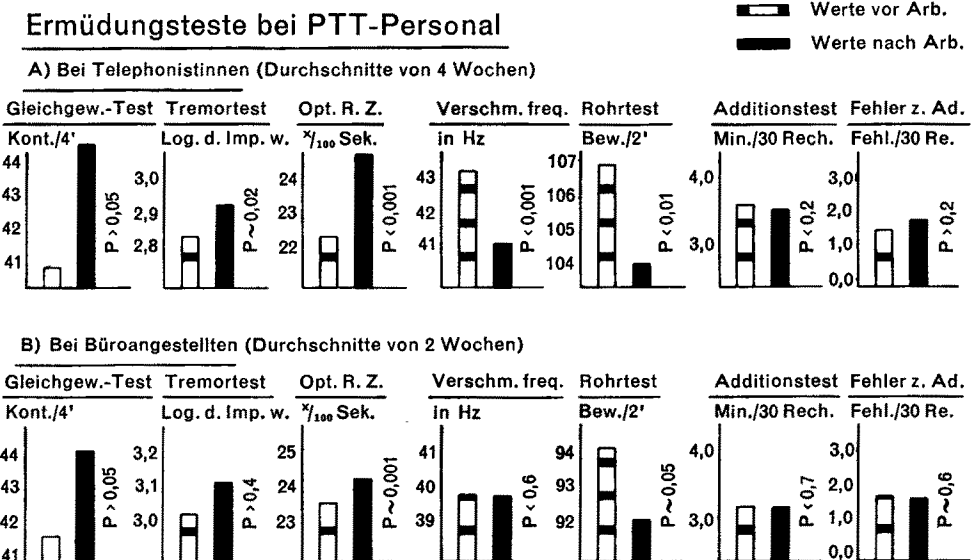 Ermüdungsteste bei PTT-Personal
Werte vor Arb.
Werte nach Arb.
A) Bei Telephonistinnen (Durchschnitte von 4 Wochen)
Gleichgew.-Test Tremortest Opt. R. Z. Verschm. freq. Rohrtest Additionstest Fehler z. Ad.
Kont./4' Log. d. Imp. w. x/100 Sek. in Hz Bew./2' Min./30 Rech. Fehl./30 Re.
44
43
42
41
P > 0,05
3,0
2,9
2,8
P ~ 0,02
24
23
22
P < 0,001
43
42
41
P < 0,001
107
106
105
104
P < 0,01
4,0
3,0
P < 0,2
3,0
2,0
1,0
0,0
P > 0,2
B) Bei Büroangestellten (Durchschnitte von 2 Wochen)
Gleichgew.-Test Tremortest Opt. R. Z. Verschm. freq. Rohrtest Additionstest Fehler z. Ad.
Kont./4' Log. d. Imp. w. x/100 Sek. in Hz Bew./2' Min./30 Rech. Fehl./30 Re.
44
43
42
41
P > 0,05
3,2
3,1
3,0
P > 0,4
25
24
23
P ~ 0,001
41
40
39
P < 0,6
94
93
92
P ~ 0,05
4,0
3,0
P < 0,7
3,0
2,0
1,0
0,0
P ~ 0,6